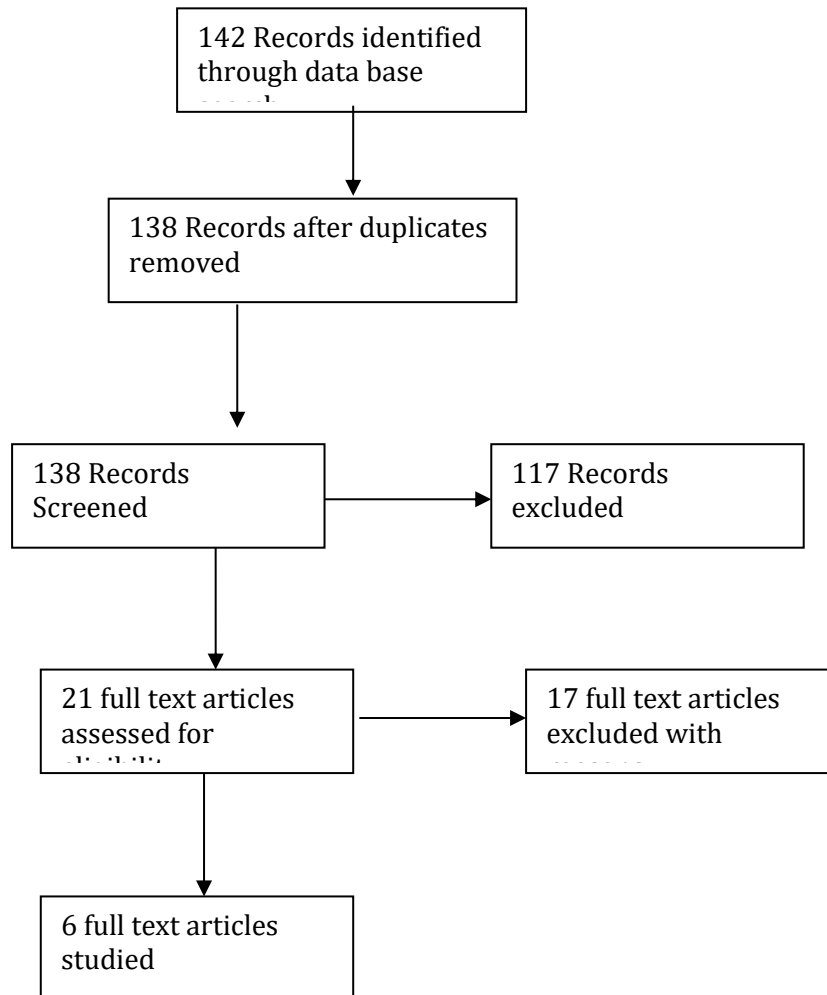 142 Records identified
through data base
138 Records after duplicates
removed
138 Records
Screened
117 Records
excluded
21 full text articles
assessed for
17 full text articles
excluded with
6 full text articles
studied